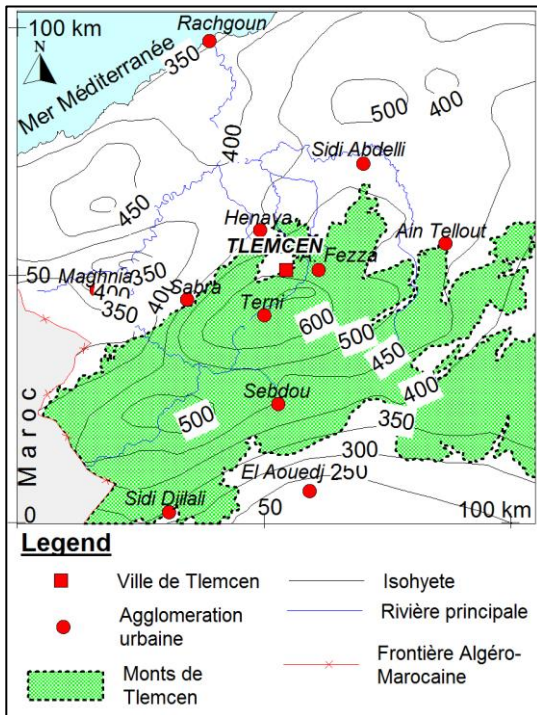 100 km
Rachgoun
350
N
Mer Méditerranée
500
400
400
Sidi Abdelli
450
Henaya
TLEMCEN
Ain Tellout
Fezza
50
Maghnia
350
400
400
350
Sabra
Terni
600
500
450
Sebdou
400
500
350
300
Maroc
El Aouedj
250
Sidi Djilali
0
50
100 km
Legend
Ville de Tlemcen
Isohyete
Agglomeration
urbaine
Rivière principale
Monts de
Tlemcen
Frontière Algéro-
Marocaine